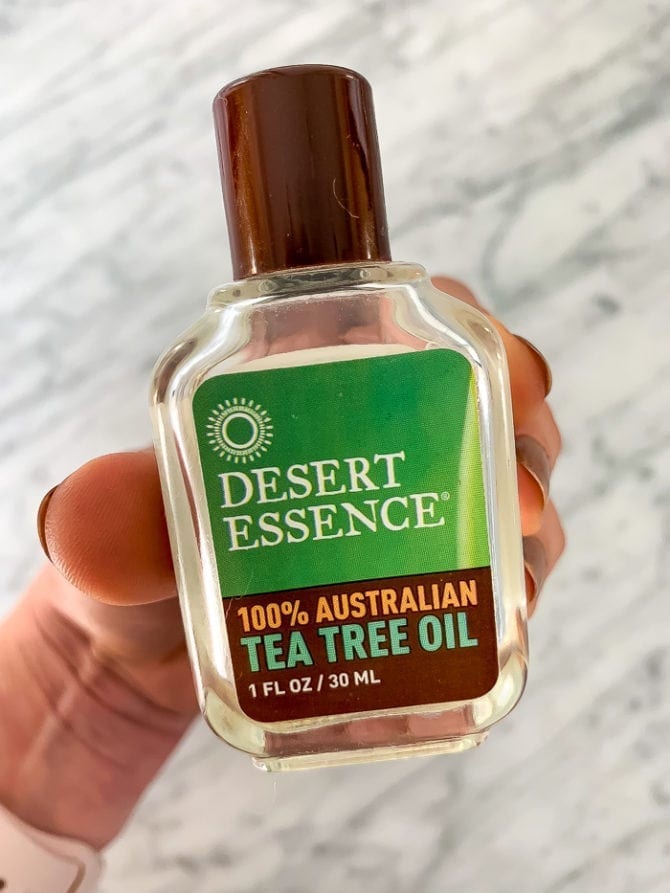 DESERT
ESSENCE®
100% AUSTRALIAN
TEA TREE OIL
1 FL OZ / 30 ML